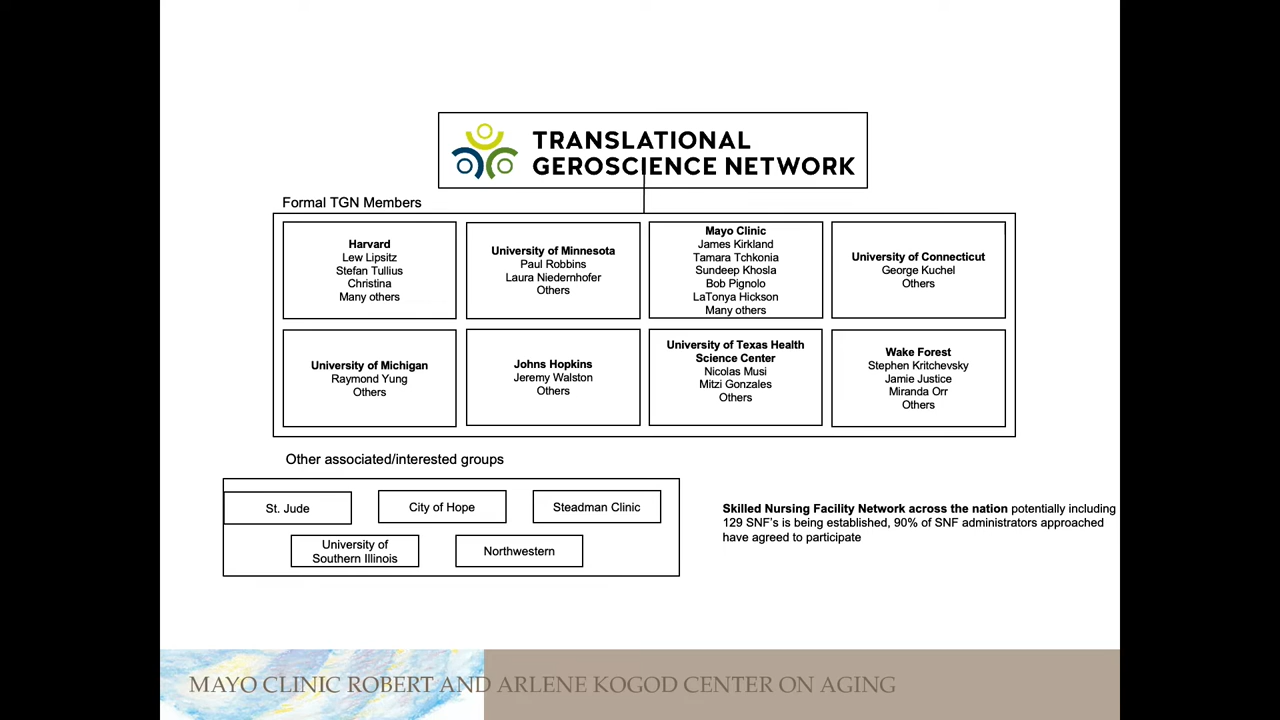 TRANSLATIONAL
GEROSCIENCE NETWORK
Formal TGN Members
Harvard
Lew Lipsitz
Stefan Tullius
Christina
Many others
University of Minnesota
Paul Robbins
Laura Niedernhofer
Others
Mayo Clinic
James Kirkland
Tamara Tchkonia
Sundeep Khosla
Bob Pignolo
LaTonya Hickson
Many others
University of Connecticut
George Kuchel
Others
University of Michigan
Raymond Yung
Others
Johns Hopkins
Jeremy Walston
Others
University of Texas Health
Science Center
Nicolas Musi
Mitzi Gonzales
Others
Wake Forest
Stephen Kritchevsky
Jamie Justice
Miranda Orr
Others
Other associated/interested groups
St. Jude
City of Hope
Steadman Clinic
University of
Southern Illinois
Northwestern
Skilled Nursing Facility Network across the nation potentially including
129 SNF's is being established, 90% of SNF administrators approached
have agreed to participate
MAYO CLINIC ROBERT AND ARLENE KOGOD CENTER ON AGING